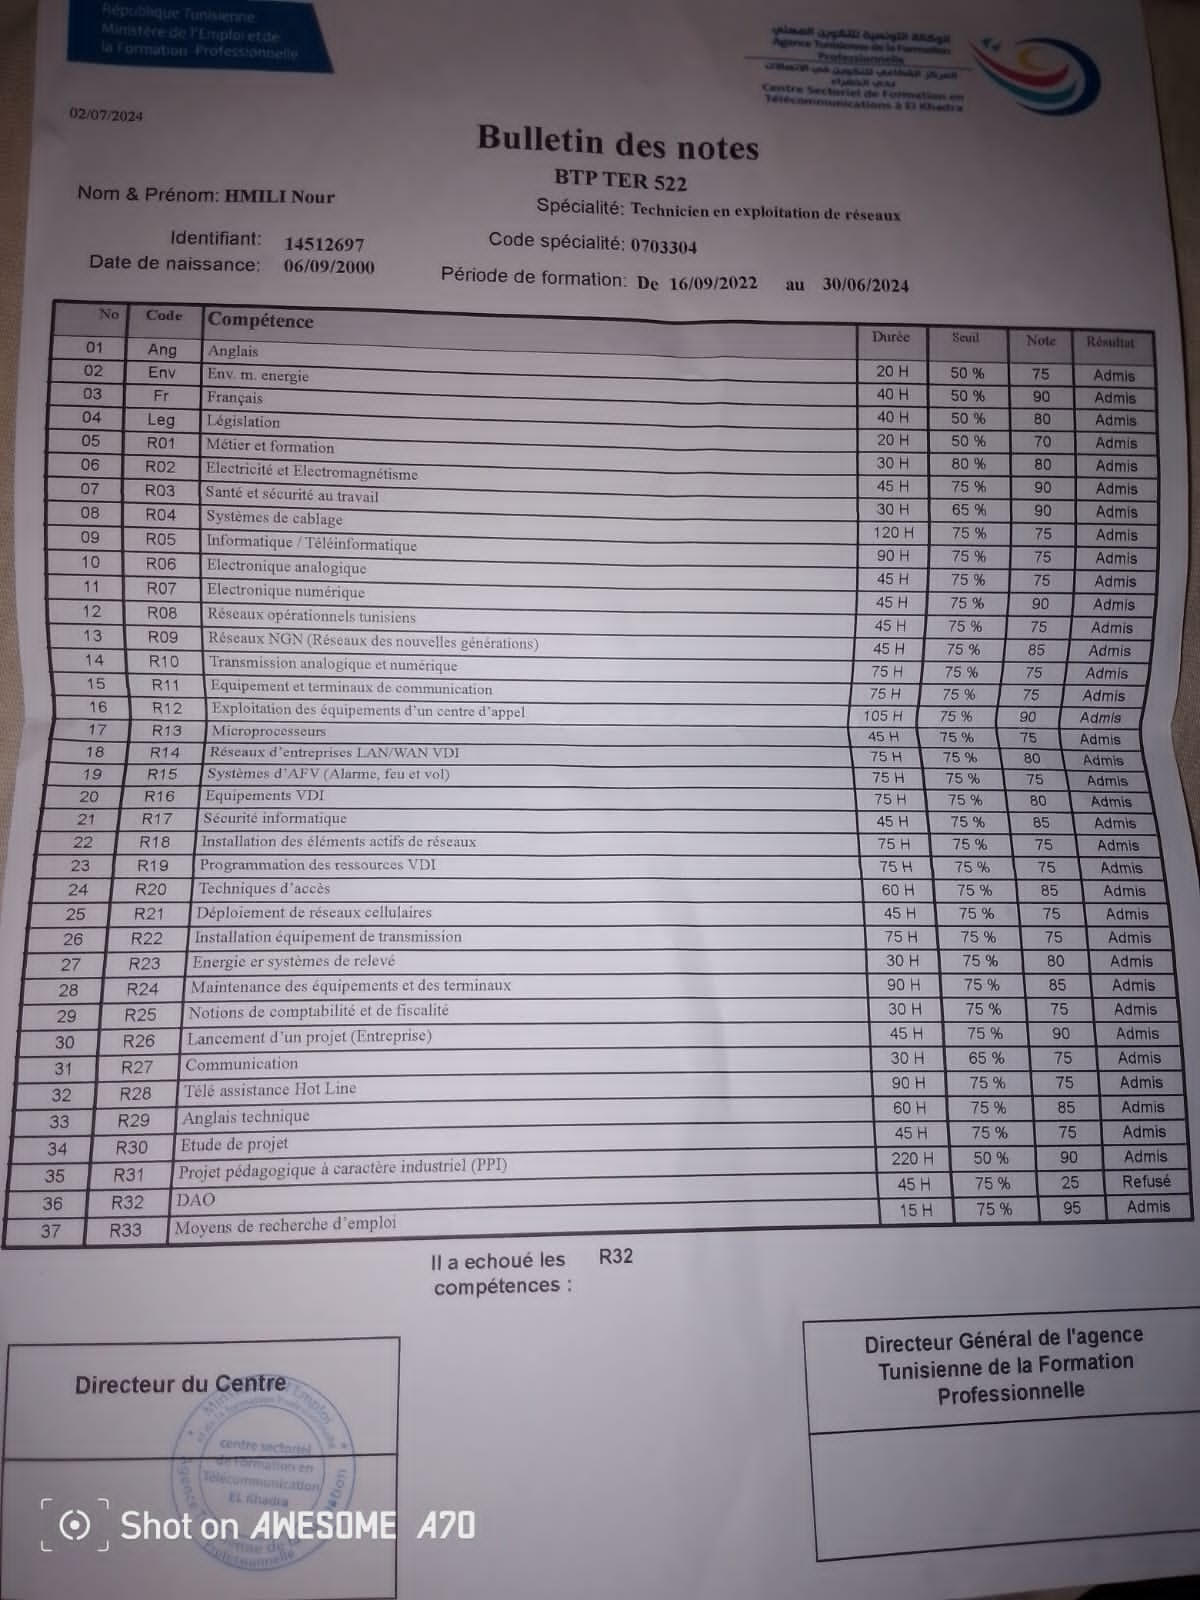 République Tunisienne
Ministère de l'Emploi et de
la Formation Professionnelle
الوكالة التونسية للتكوين المهني
Agence Tunisienne de la Formation
Professionnelle
المركز القطاعي للتكوين في الاتصالات
بحي الخضراء
Centre Sectoriel de Formation en
Télécommunications à El Khadra
02/07/2024
Bulletin des notes
BTP TER 522
Nom & Prénom: HMILI Nour
Spécialité: Technicien en exploitation de réseaux
Identifiant: 14512697
Code spécialité: 0703304
Date de naissance: 06/09/2000
Période de formation: De 16/09/2022 au 30/06/2024
No Code Compétence Durée Seuil Note Résultat
01 Ang Anglais 20 H 50 % 75 Admis
02 Env Env. m. energie 40 H 50 % 90 Admis
03 Fr Français 40 H 50 % 80 Admis
04 Leg Législation 20 H 50 % 70 Admis
05 R01 Métier et formation 30 H 80 % 80 Admis
06 R02 Electricité et Electromagnétisme 45 H 75 % 90 Admis
07 R03 Santé et sécurité au travail 30 H 65 % 90 Admis
08 R04 Systèmes de cablage 120 H 75 % 75 Admis
09 R05 Informatique / Téléinformatique 90 H 75 % 75 Admis
10 R06 Electronique analogique 45 H 75 % 75 Admis
11 R07 Electronique numérique 45 H 75 % 90 Admis
12 R08 Réseaux opérationnels tunisiens 45 H 75 % 75 Admis
13 R09 Réseaux NGN (Réseaux des nouvelles générations) 45 H 75 % 85 Admis
14 R10 Transmission analogique et numérique 75 H 75 % 75 Admis
15 R11 Equipement et terminaux de communication 75 H 75 % 75 Admis
16 R12 Exploitation des équipements d'un centre d'appel 105 H 75 % 90 Admis
17 R13 Microprocesseurs 45 H 75 % 75 Admis
18 R14 Réseaux d'entreprises LAN/WAN VDI 75 H 75 % 80 Admis
19 R15 Systèmes d'AFV (Alarme, feu et vol) 75 H 75 % 75 Admis
20 R16 Equipements VDI 75 H 75 % 80 Admis
21 R17 Sécurité informatique 45 H 75 % 85 Admis
22 R18 Installation des éléments actifs de réseaux 75 H 75 % 75 Admis
23 R19 Programmation des ressources VDI 75 H 75 % 75 Admis
24 R20 Techniques d'accès 60 H 75 % 85 Admis
25 R21 Déploiement de réseaux cellulaires 45 H 75 % 75 Admis
26 R22 Installation équipement de transmission 75 H 75 % 75 Admis
27 R23 Energie er systèmes de relevé 30 H 75 % 80 Admis
28 R24 Maintenance des équipements et des terminaux 90 H 75 % 85 Admis
29 R25 Notions de comptabilité et de fiscalité 30 H 75 % 75 Admis
30 R26 Lancement d'un projet (Entreprise) 45 H 75 % 90 Admis
31 R27 Communication 30 H 65 % 75 Admis
32 R28 Télé assistance Hot Line 90 H 75 % 75 Admis
33 R29 Anglais technique 60 H 75 % 85 Admis
34 R30 Etude de projet 45 H 75 % 75 Admis
35 R31 Projet pédagogique à caractère industriel (PPI) 220 H 50 % 90 Admis
36 R32 DAO 45 H 75 % 25 Refusé
37 R33 Moyens de recherche d'emploi 15 H 75 % 95 Admis
Il a echoué les R32
compétences :
Directeur du Centre
Directeur Général de l'agence
Tunisienne de la Formation
Professionnelle
centre sectoriel
de Formation en
Télécommunication
EL Khadra
Shot on AWESOME A70